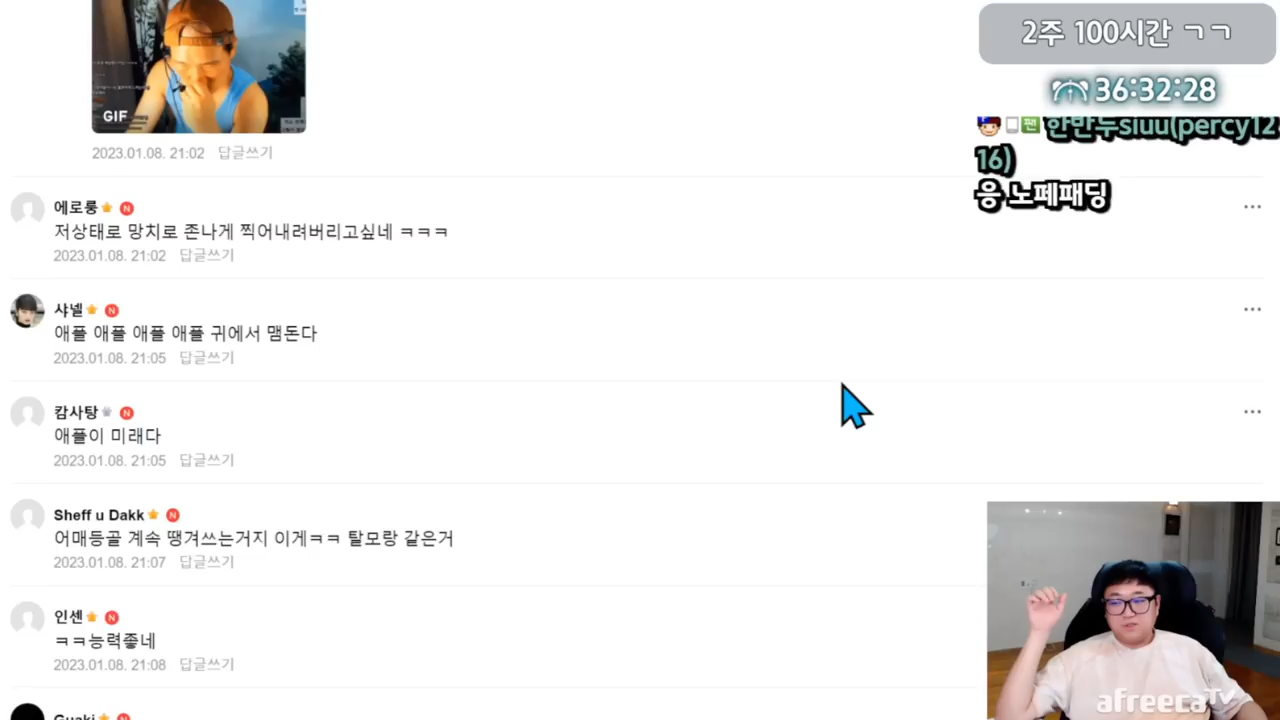 2주 100시간 ㄱㄱ
36:32:28
팬 한반두siuu(percy12
16)
응 노페패딩
GIF
2023.01.08. 21:02 답글쓰기
에로롱 N
저상태로 망치로 존나게 찍어내려버리고싶네 ㅋㅋㅋ
2023.01.08. 21:02 답글쓰기
샤넬 N
애플 애플 애플 애플 귀에서 맴돈다
2023.01.08. 21:05 답글쓰기
캄사탕 N
애플이 미래다
2023.01.08. 21:05 답글쓰기
Sheff u Dakk N
어매등골 계속 땡겨쓰는거지 이게ㅋㅋ 탈모랑 같은거
2023.01.08. 21:07 답글쓰기
인센 N
ㅋㅋ능력좋네
2023.01.08. 21:08 답글쓰기
Guaki
afreecaTV